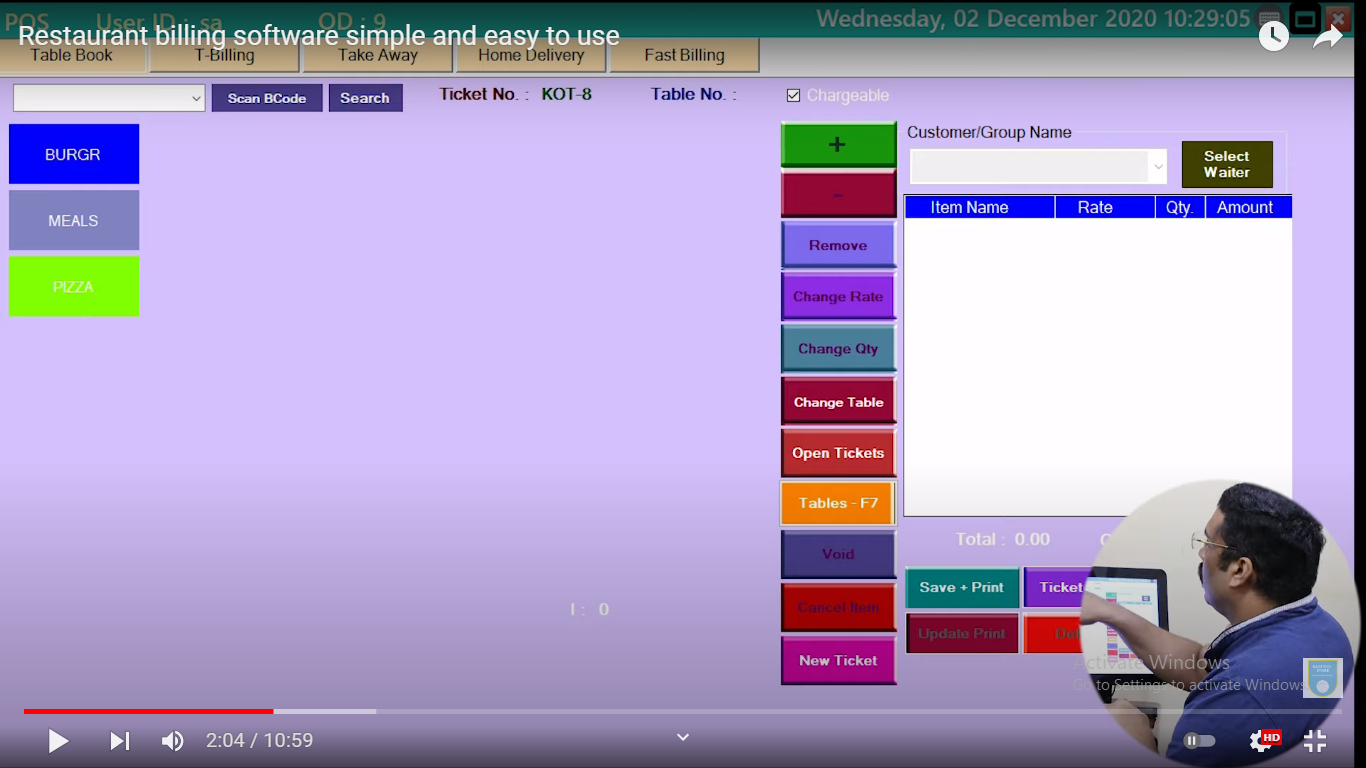 POS User ID : sa OD : 9 Wednesday, 02 December 2020 10:29:05
Restaurant billing software simple and easy to use
Table Book T-Billing Take Away Home Delivery Fast Billing
Scan BCode Search Ticket No. : KOT-8 Table No. : Chargeable
BURGR
MEALS
PIZZA
+
-
Remove
Change Rate
Change Qty
Change Table
Open Tickets
Tables - F7
Void
Cancel Item
New Ticket
Customer/Group Name
Select
Waiter
Item Name Rate Qty. Amount
Total : 0.00
Save + Print Ticket
Update Print Del
l : 0
Activate Windows
Go to Settings to activate Windows
2:04 / 10:59
HD